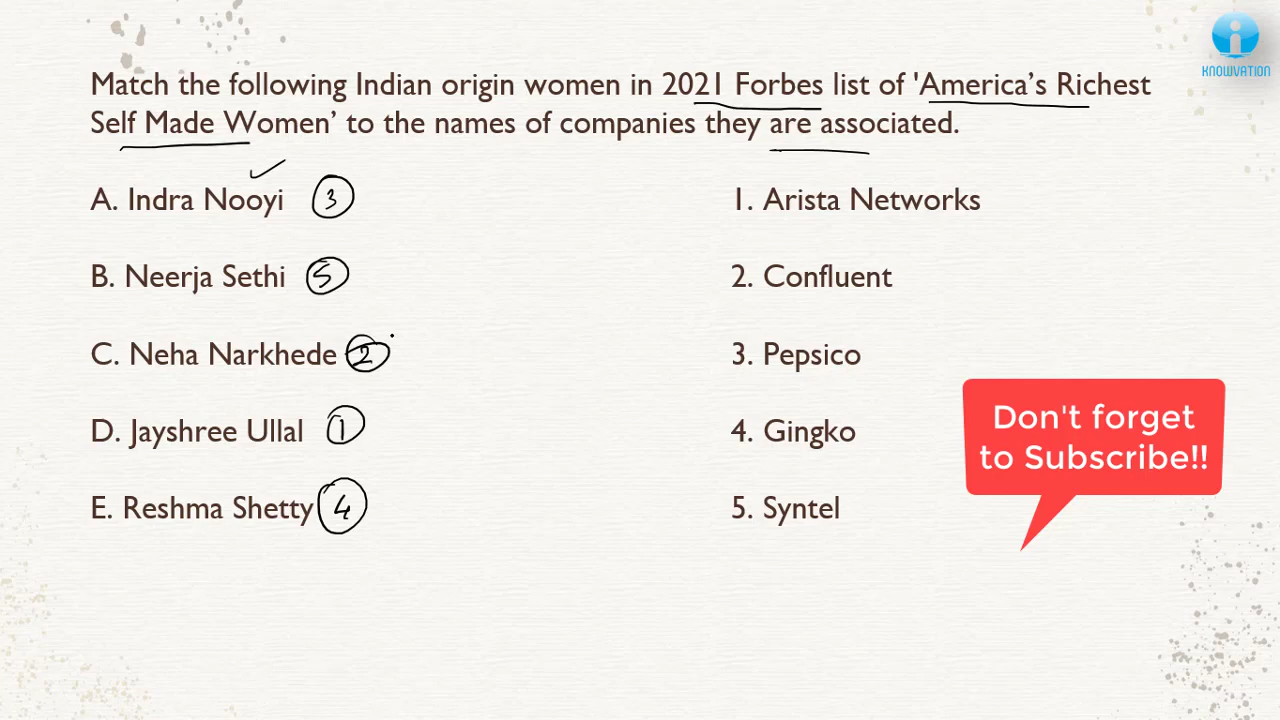 KNOWVATION
Match the following Indian origin women in 2021 Forbes list of 'America's Richest
Self Made Women' to the names of companies they are associated.
A. Indra Nooyi 3
1. Arista Networks
B. Neerja Sethi 5
2. Confluent
C. Neha Narkhede 2
3. Pepsico
D. Jayshree Ullal 1
4. Gingko
E. Reshma Shetty 4
5. Syntel
Don't forget
to Subscribe!!